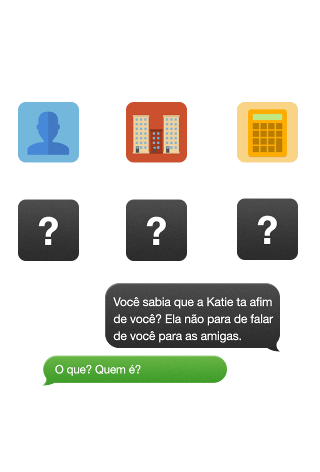 ? ? ?
Você sabia que a Katie ta afim
de você? Ela não para de falar
de você para as amigas.
O que? Quem é?